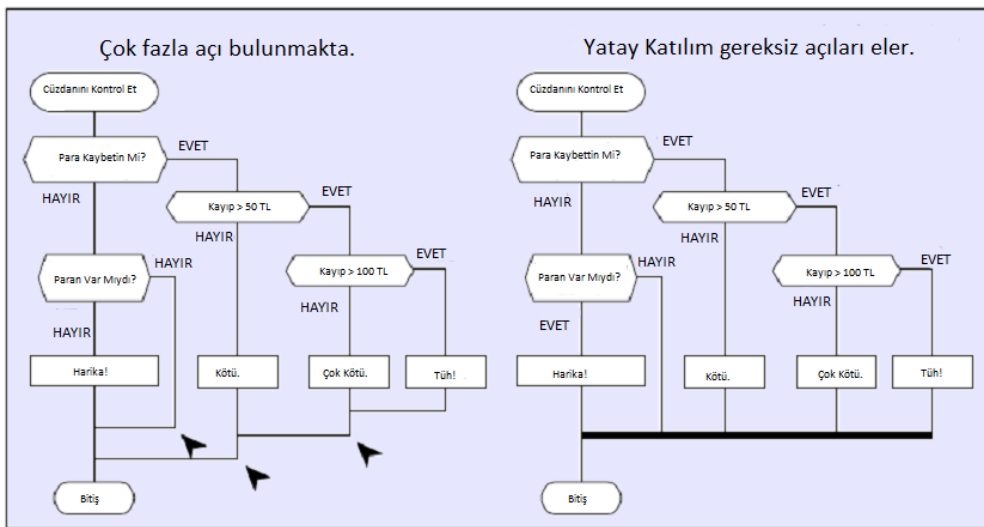 Çok fazla açı bulunmakta.
Cüzdanını Kontrol Et
Para Kaybetin Mi?
EVET
HAYIR
Kayıp > 50 TL
EVET
HAYIR
Paran Var Mıydı?
HAYIR
Kayıp > 100 TL
EVET
HAYIR
HAYIR
Harika!
Kötü.
Çok Kötü.
Tüh!
Bitiş
Yatay Katılım gereksiz açıları eler.
Cüzdanını Kontrol Et
Para Kaybettin Mi?
EVET
HAYIR
Kayıp > 50 TL
EVET
HAYIR
Paran Var Mıydı?
HAYIR
Kayıp > 100 TL
EVET
HAYIR
EVET
Harika!
Kötü.
Çok Kötü.
Tüh!
Bitiş